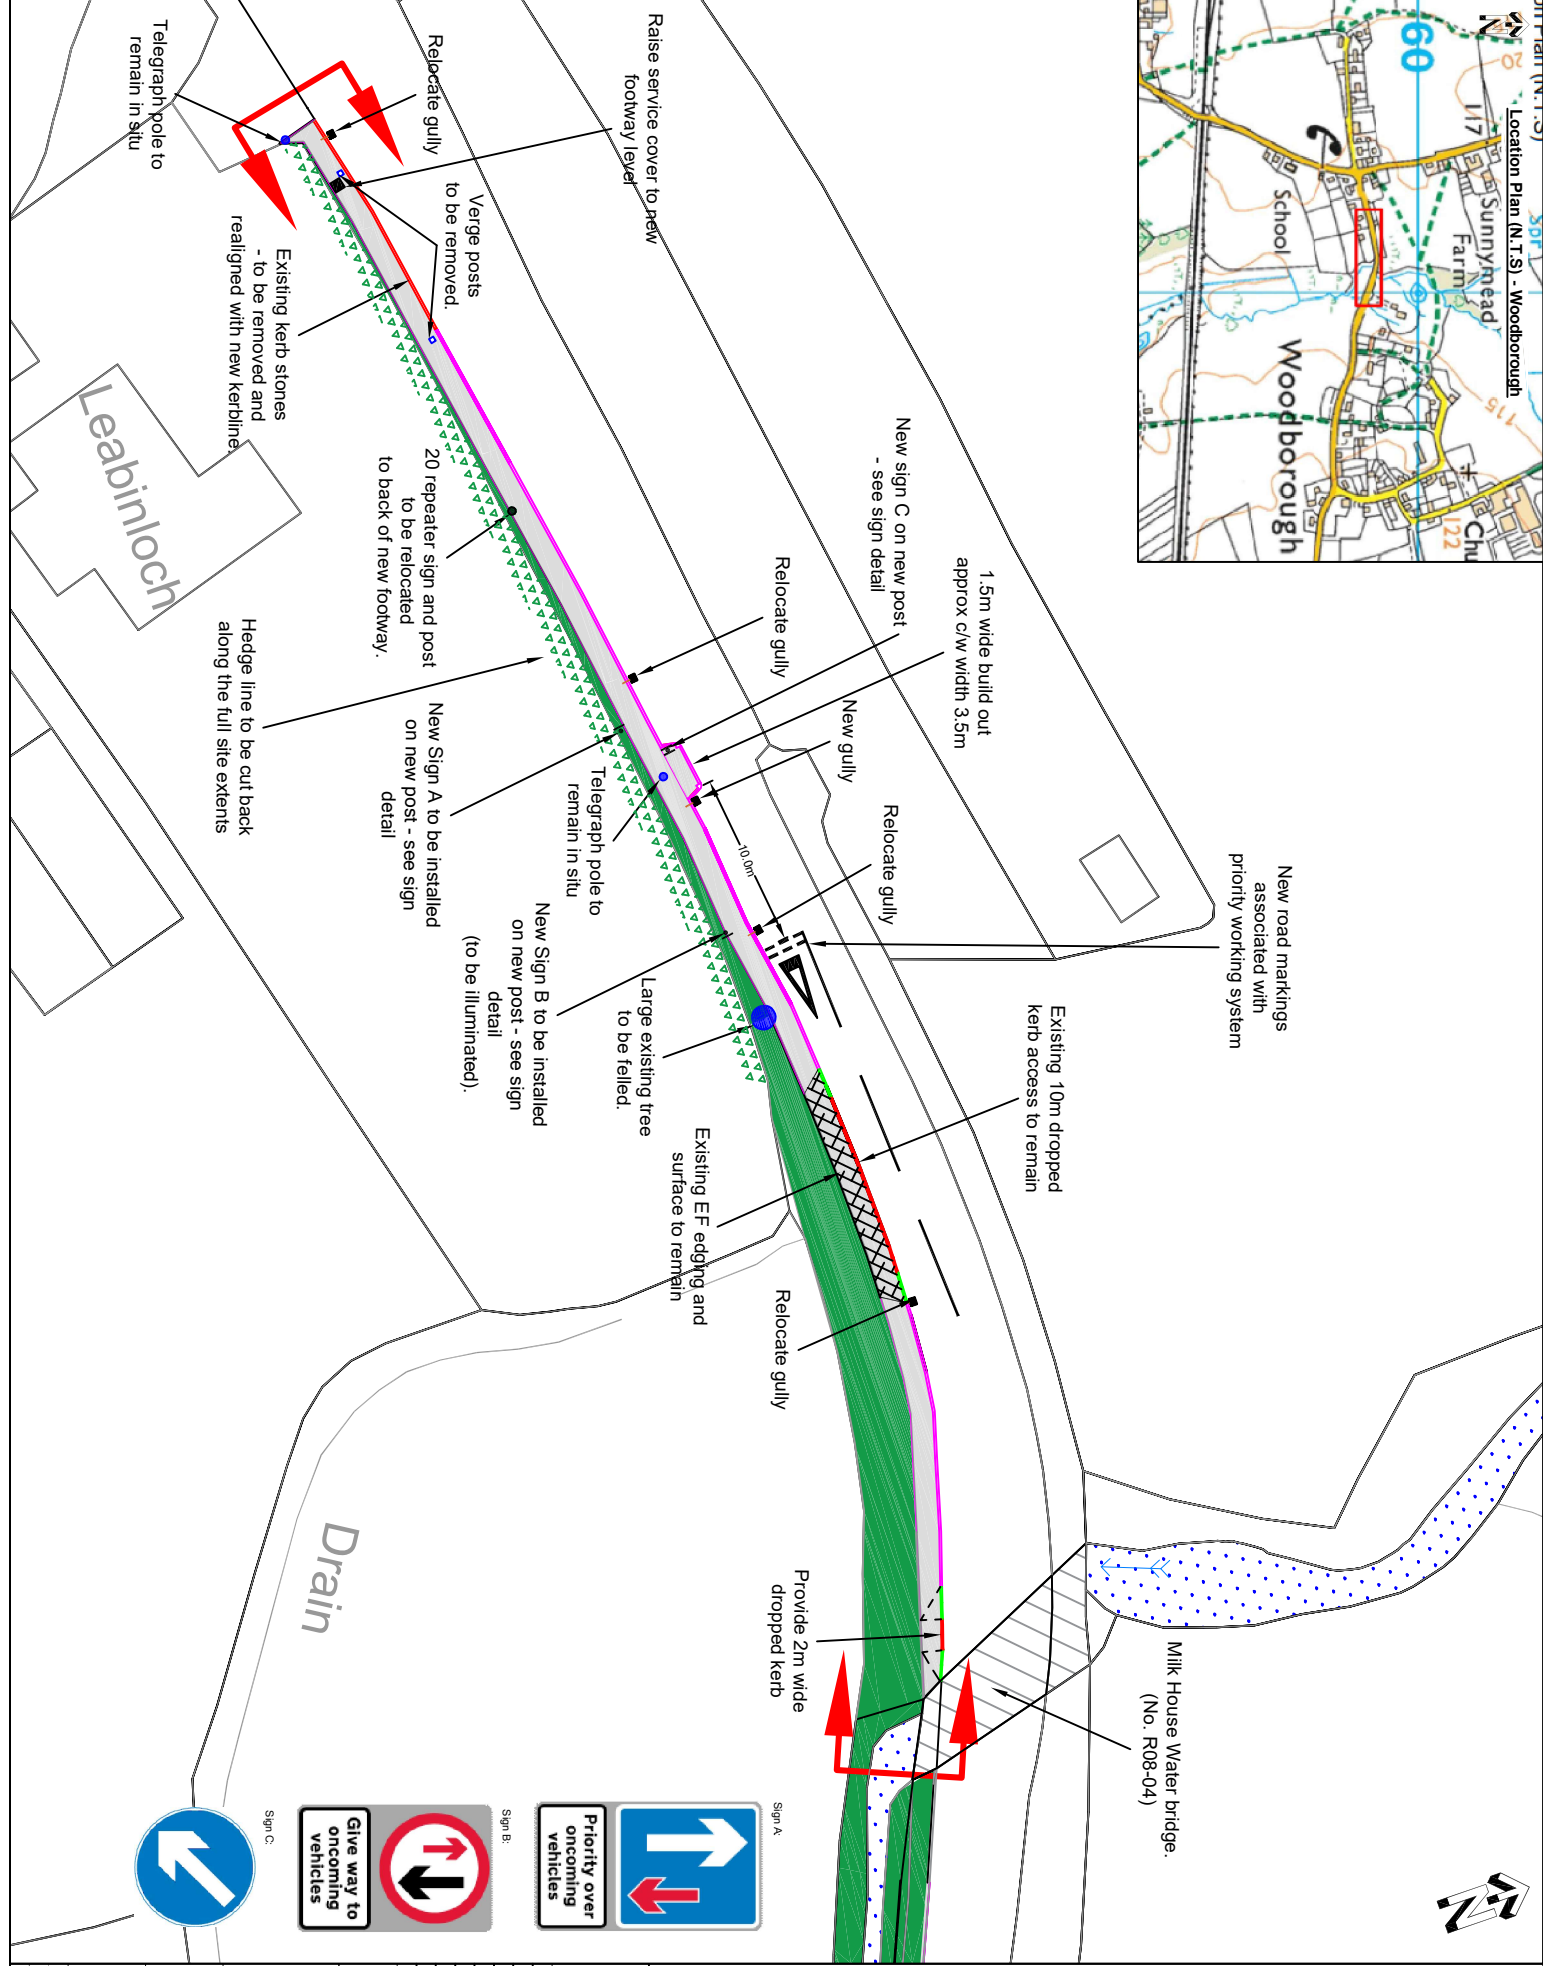 Location Plan (N.T.S) - Woodborough
60
20
117
Sunnymead
Farm
Spr
School
Woodborough
115
122
Chu
Telegraph pole to
remain in situ
Relocate gully
Raise service cover to new
footway level
Verge posts
to be removed.
Existing kerb stones
- to be removed and
realigned with new kerbline.
Leabinloch
20 repeater sign and post
to be relocated
to back of new footway.
New sign C on new post
- see sign detail
1.5m wide build out
approx c/w width 3.5m
Relocate gully
New gully
Hedge line to be cut back
along the full site extents
New Sign A to be installed
on new post - see sign
detail
Telegraph pole to
remain in situ
10.0m
Relocate gully
New road markings
associated with
priority working system
New Sign B to be installed
on new post - see sign
detail
(to be illuminated).
Large existing tree
to be felled.
Existing 10m dropped
kerb access to remain
Existing EF edging and
surface to remain
Relocate gully
Drain
Provide 2m wide
dropped kerb
Milk House Water bridge.
(No. R08-04)
Sign A:
Priority over
oncoming
vehicles
Sign B:
Give way to
oncoming
vehicles
Sign C: